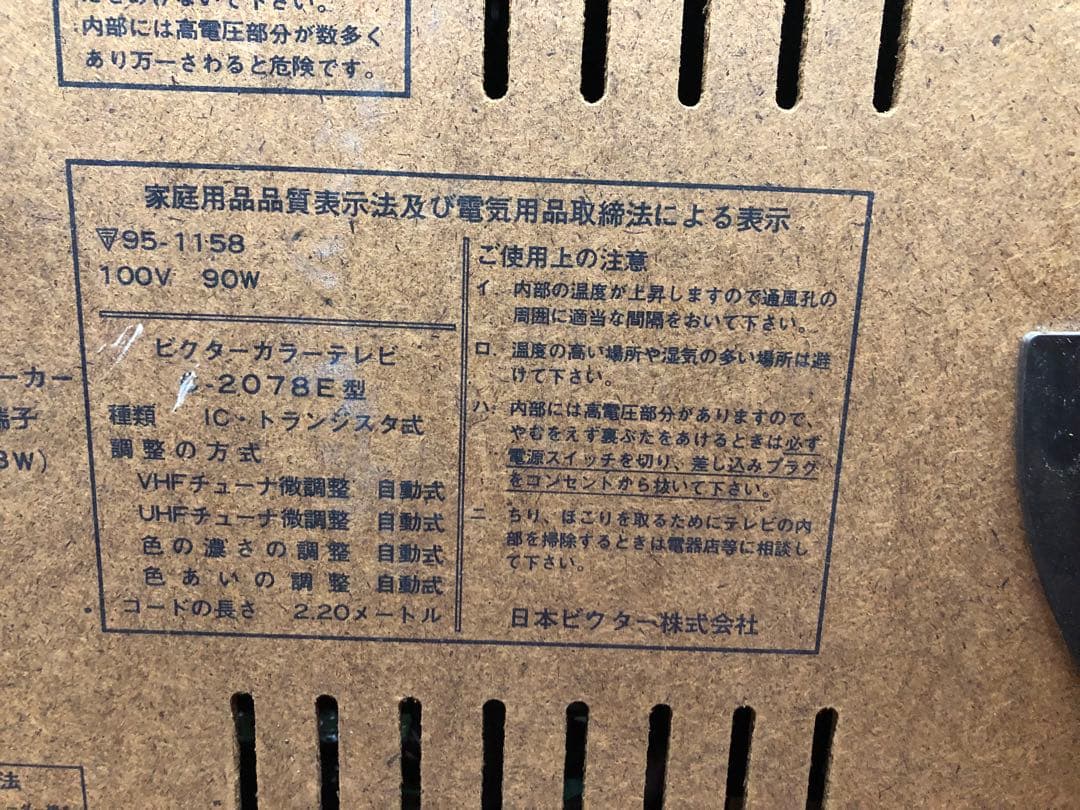 内部には高電圧部分が数多く
あり万一さわると危険です。
家庭用品品質表示法及び電気用品取締法による表示
95-1158
100V 90W
ビクターカラーテレビ
-2078E型
種類 IC・トランジスタ式
調整の方式
VHFチューナ微調整 自動式
UHFチューナ微調整 自動式
色の濃さの調整 自動式
色あいの調整 自動式
コードの長さ 2.20メートル
ご使用上の注意
イ. 内部の温度が上昇しますので通風孔の
周囲に適当な間隔をおいて下さい。
ロ. 温度の高い場所や湿気の多い場所は避
けて下さい。
ハ. 内部には高電圧部分がありますので、
やむをえず裏ぶたをあけるときは必ず
電源スイッチを切り、差し込みプラグ
をコンセントから抜いて下さい。
ニ. ちり、ほこりを取るためにテレビの内
部を掃除するときは電器店等に相談し
て下さい。
日本ビクター株式会社
ーカー
端子
W)
法